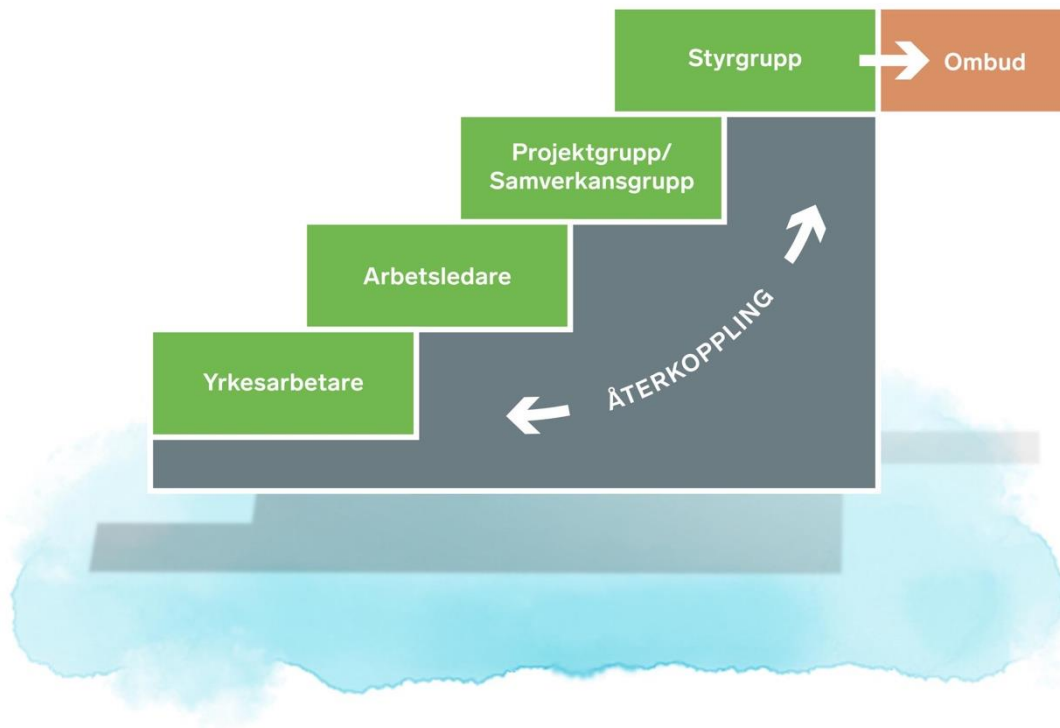 Styrgrupp
Ombud
Projektgrupp/
Samverkansgrupp
Arbetsledare
Yrkesarbetare
ÅTERKOPPLING